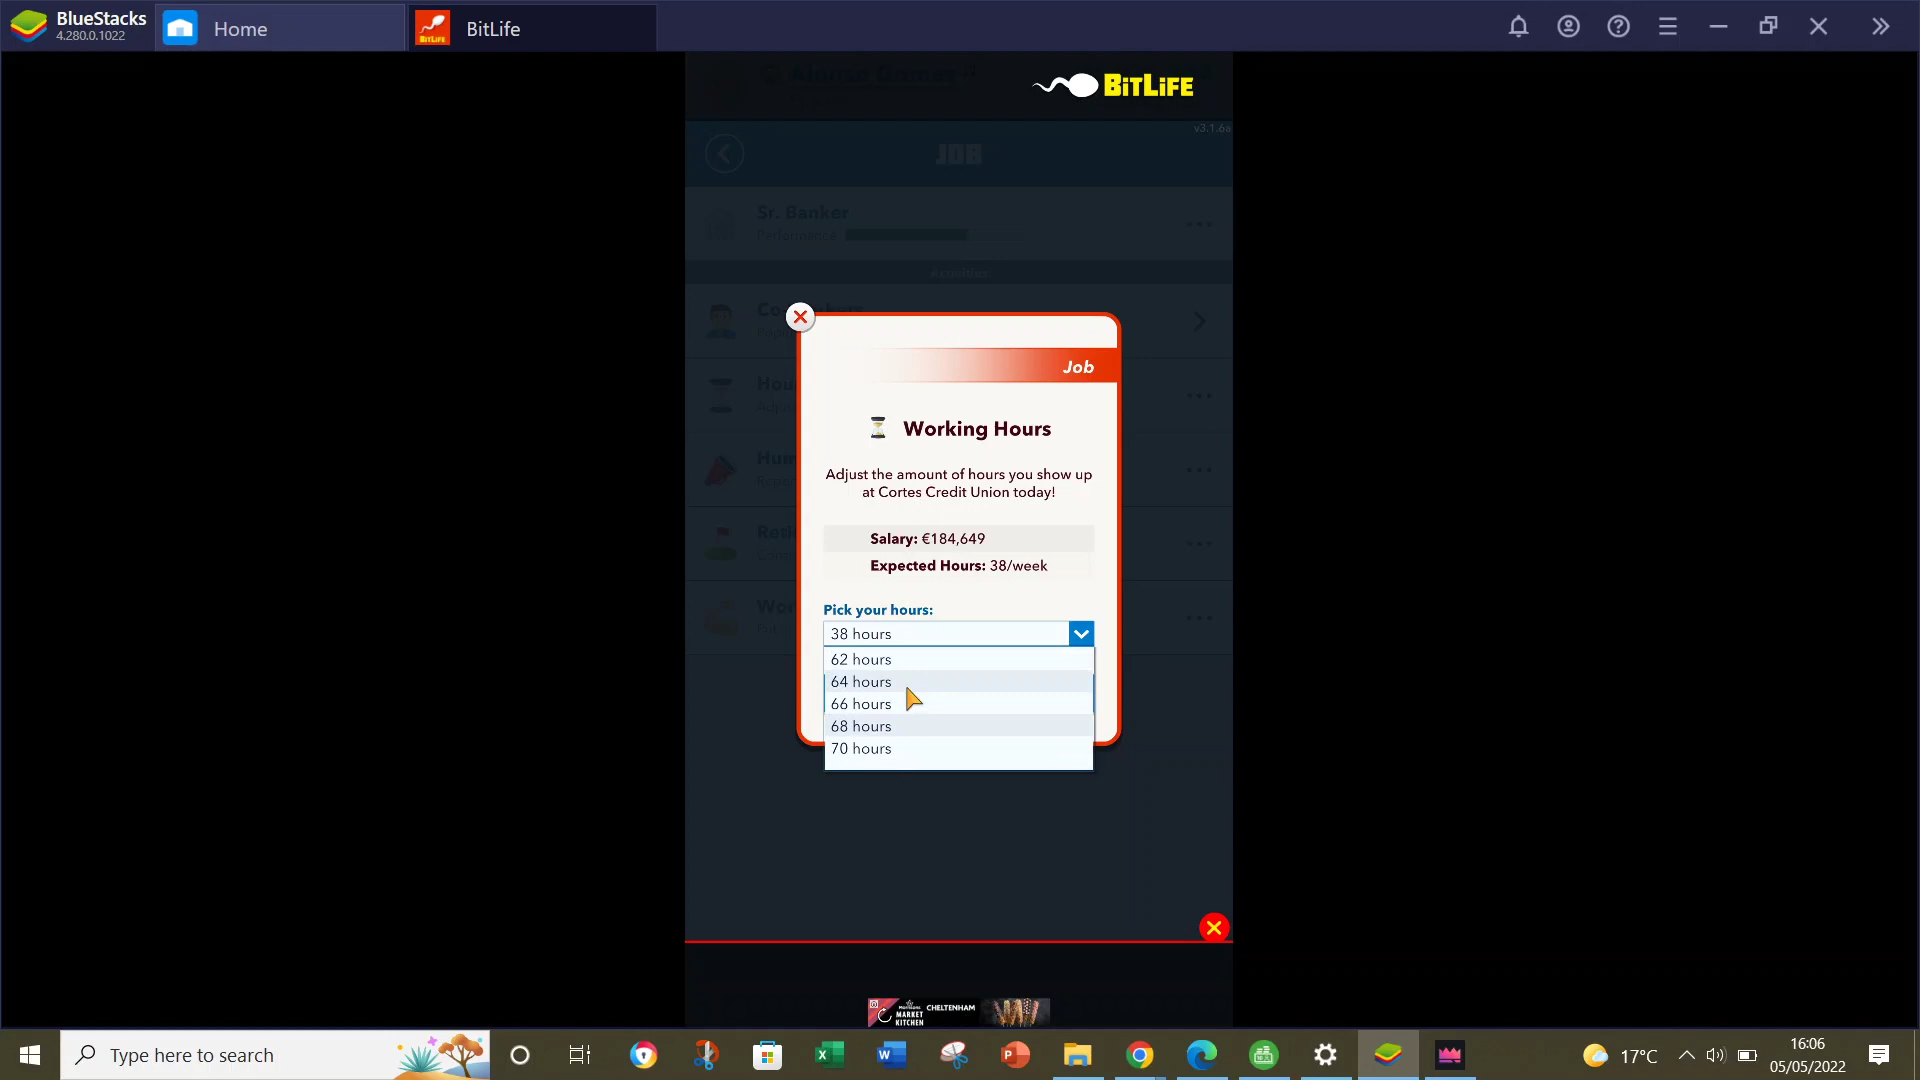 BlueStacks
4.280.0.1022
Home
BITLIFE
BitLife
BITLIFE
v3.1.6a
JOB
Sr. Banker
Performance
Activities
Job
Working Hours
Adjust the amount of hours you show up
at Cortes Credit Union today!
Salary: €184,649
Expected Hours: 38/week
Pick your hours:
38 hours
62 hours
64 hours
66 hours
68 hours
70 hours
CHELTENHAM
MARKET
KITCHEN
Type here to search
17°C
16:06
05/05/2022